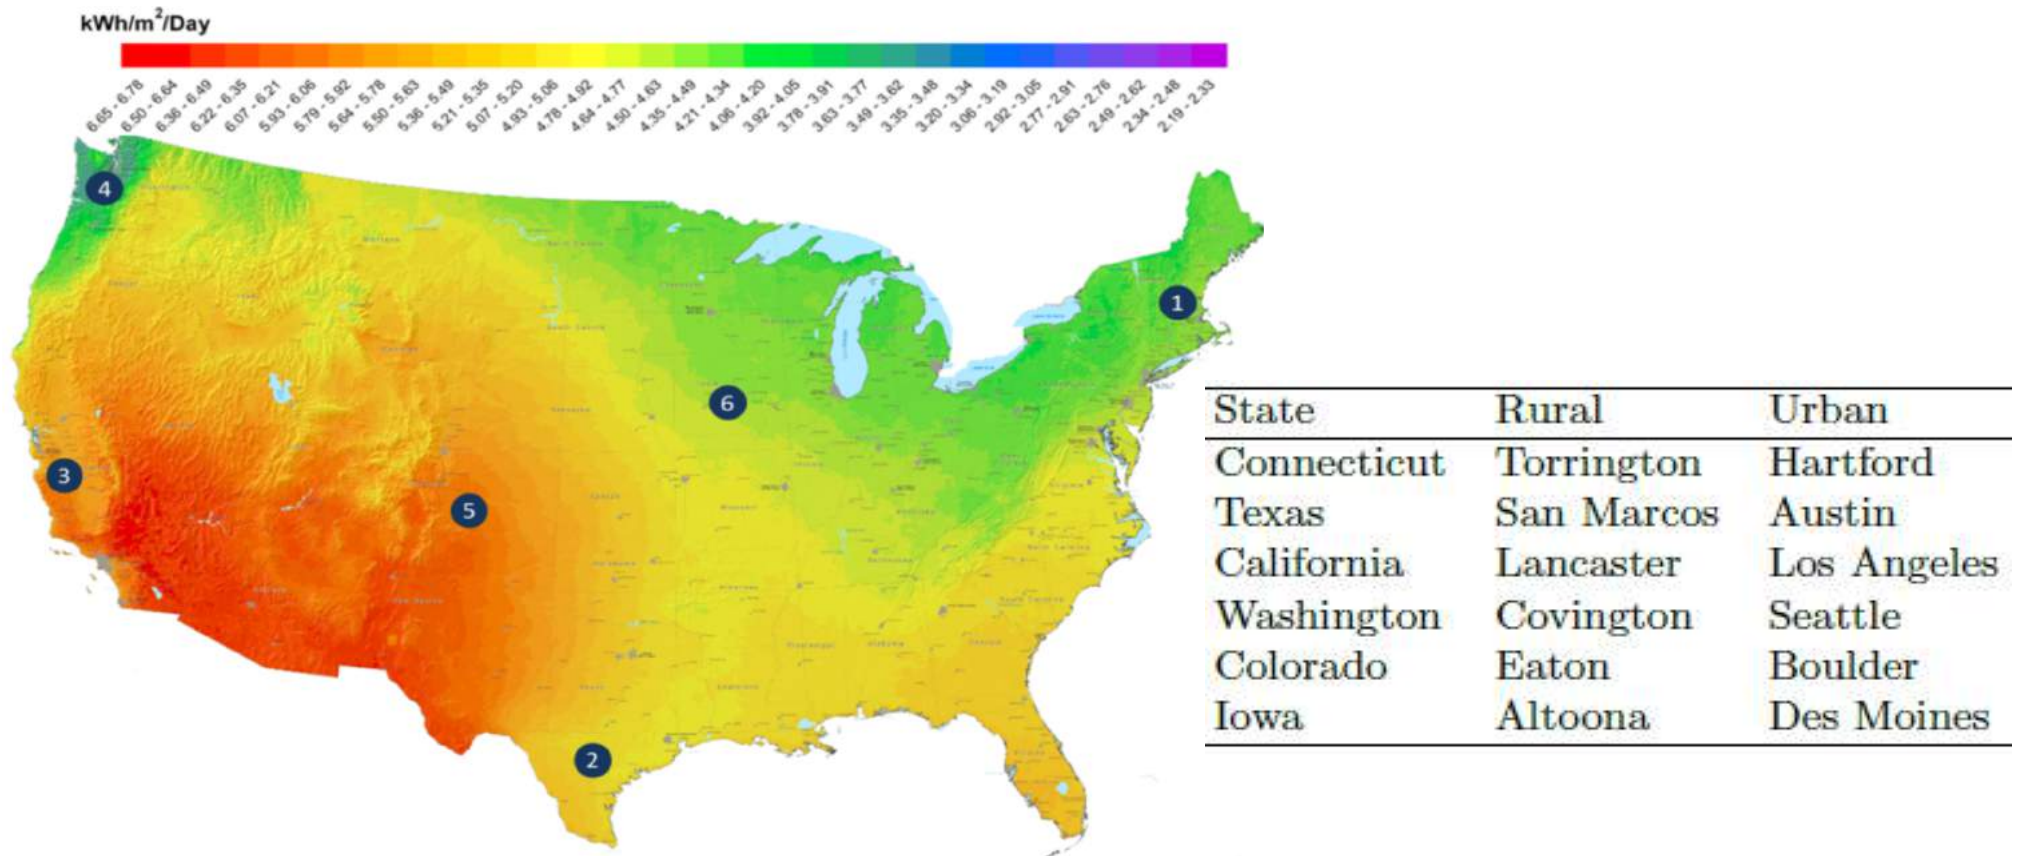 kWh/m²/Day
6.65 - 6.78
6.50 - 6.64
6.36 - 6.49
6.22 - 6.35
6.07 - 6.21
5.93 - 6.06
5.79 - 5.92
5.64 - 5.78
5.50 - 5.63
5.36 - 5.49
5.21 - 5.35
5.07 - 5.20
4.93 - 5.06
4.78 - 4.92
4.64 - 4.77
4.50 - 4.63
4.35 - 4.49
4.21 - 4.34
4.06 - 4.20
3.92 - 4.05
3.78 - 3.91
3.63 - 3.77
3.49 - 3.62
3.35 - 3.48
3.20 - 3.34
3.06 - 3.19
2.92 - 3.05
2.77 - 2.91
2.63 - 2.76
2.49 - 2.62
2.34 - 2.48
2.19 - 2.33
4
1
6
3
5
2
State Rural Urban
Connecticut Torrington Hartford
Texas San Marcos Austin
California Lancaster Los Angeles
Washington Covington Seattle
Colorado Eaton Boulder
Iowa Altoona Des Moines